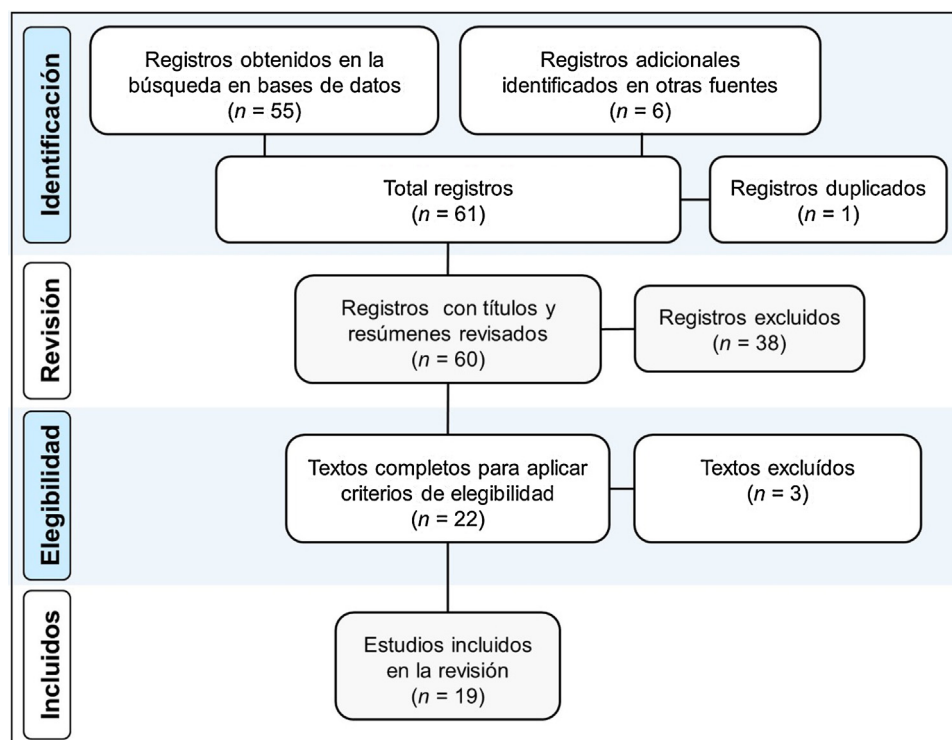 Identificación
Registros obtenidos en la
búsqueda en bases de datos
(n = 55)
Registros adicionales
identificados en otras fuentes
(n = 6)
Total registros
(n = 61)
Registros duplicados
(n = 1)
Revisión
Registros con títulos y
resúmenes revisados
(n = 60)
Registros excluidos
(n = 38)
Elegibilidad
Textos completos para aplicar
criterios de elegibilidad
(n = 22)
Textos excluídos
(n = 3)
Incluidos
Estudios incluidos
en la revisión
(n = 19)